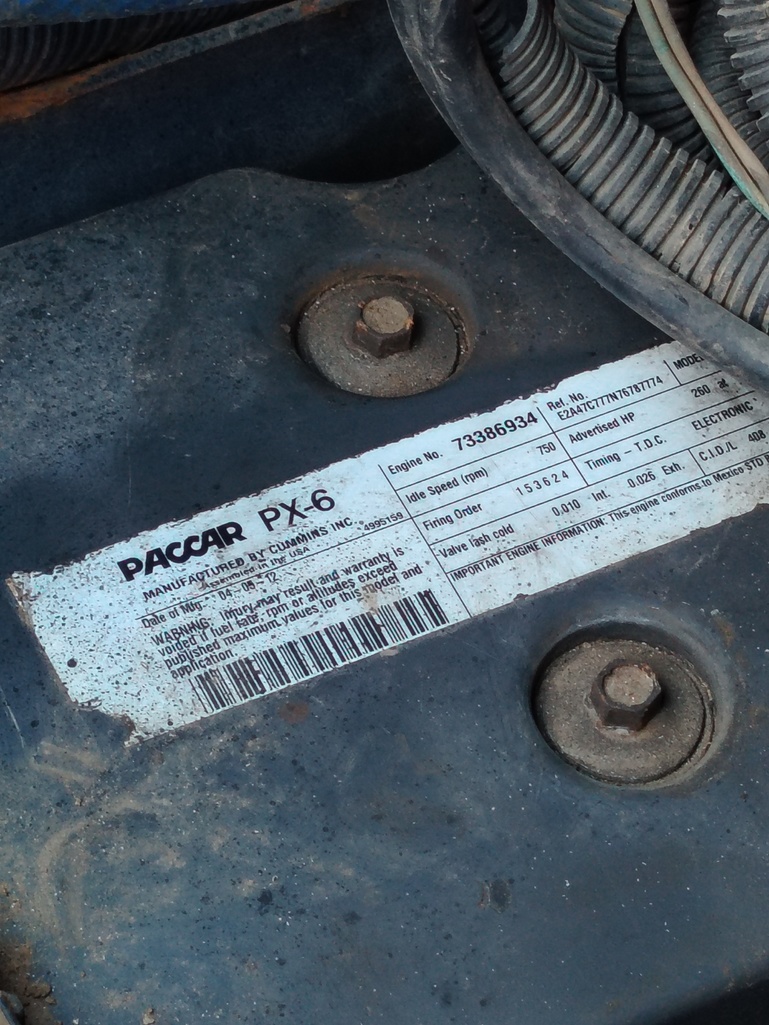 PACCAR PX-6
MANUFACTURED BY CUMMINS INC. 4995159
Assembled in the USA
Date of Mfg. 04-09-12
WARNING: Injury may result and warranty is
voided if fuel rate, rpm or altitudes exceed
published maximum values for this model and
application.
Engine No. 73386934
Idle Speed (rpm) 750
Firing Order 153624
Valve lash cold 0.010 Int. 0.026 Exh.
IMPORTANT ENGINE INFORMATION: This engine conforms to Mexico STD
Ref. No.
E2A47C777N76787774
Advertised HP 260 at
Timing – T.D.C. ELECTRONIC
C.I.D./L 408
MODEL